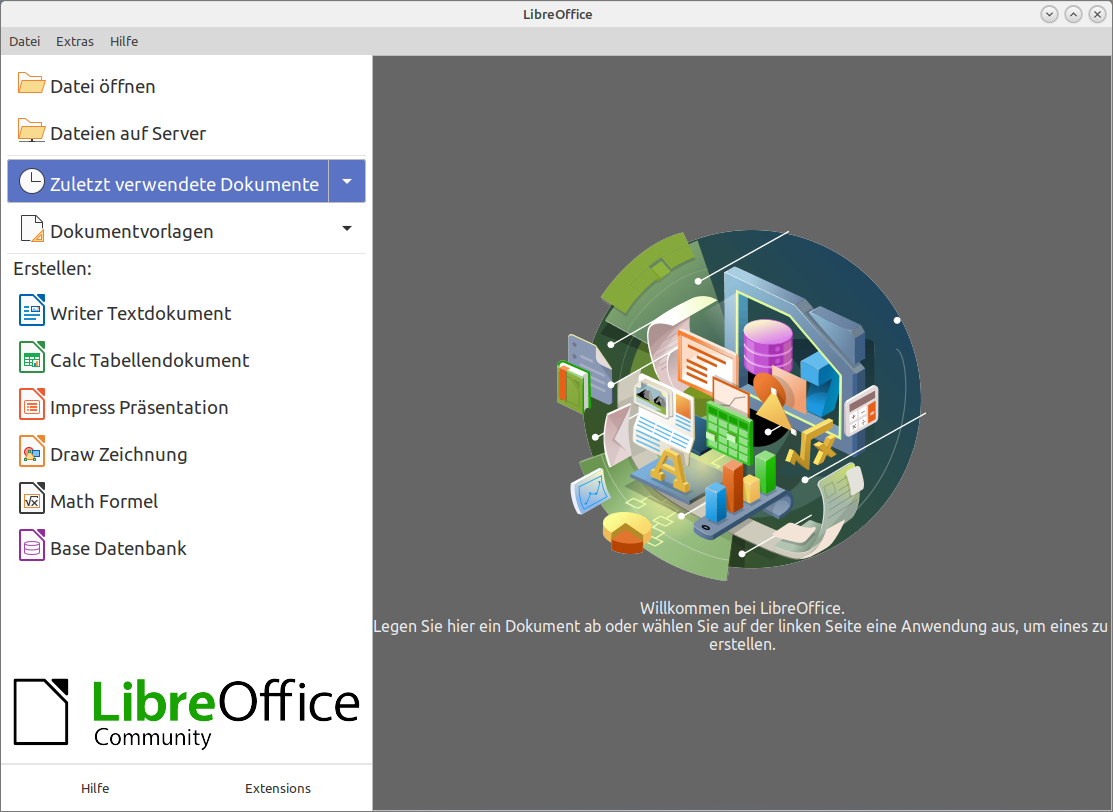 LibreOffice
Datei Extras Hilfe
Datei öffnen
Dateien auf Server
Zuletzt verwendete Dokumente
Dokumentvorlagen
Erstellen:
Writer Textdokument
Calc Tabellendokument
Impress Präsentation
Draw Zeichnung
Math Formel
Base Datenbank
LibreOffice
Community
Hilfe Extensions
Willkommen bei LibreOffice.
Legen Sie hier ein Dokument ab oder wählen Sie auf der linken Seite eine Anwendung aus, um eines zu
erstellen.